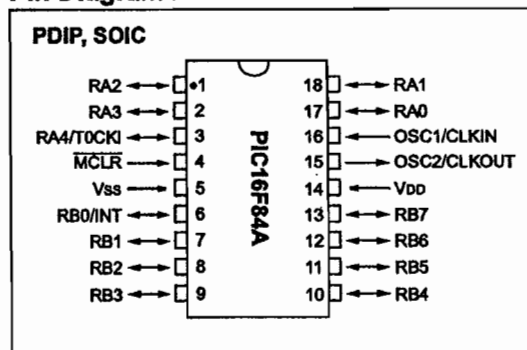 PDIP, SOIC
RA2 1 18 RA1
RA3 2 17 RA0
RA4/T0CKI 3 16 OSC1/CLKIN
MCLR 4 15 OSC2/CLKOUT
Vss 5 14 VDD
RB0/INT 6 13 RB7
RB1 7 12 RB6
RB2 8 11 RB5
RB3 9 10 RB4
PIC16F84A